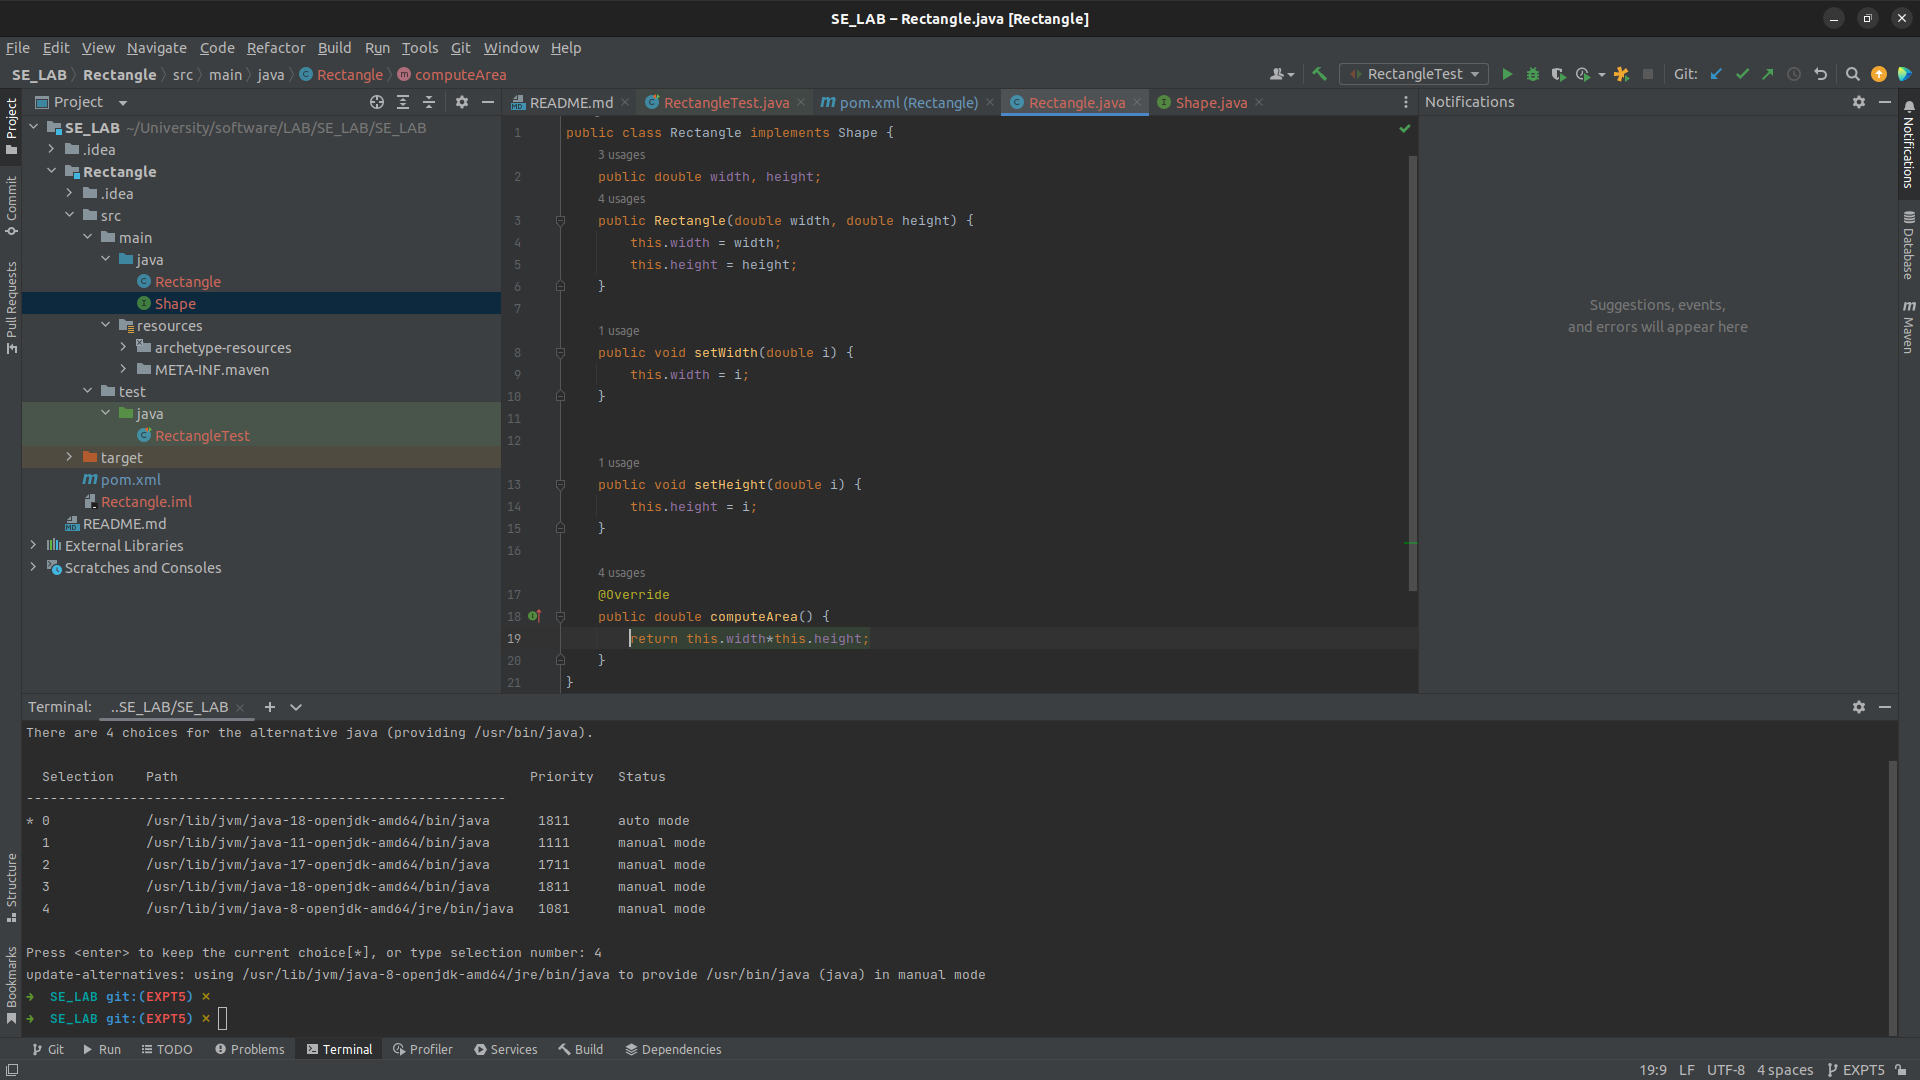 SE_LAB – Rectangle.java [Rectangle]
File Edit View Navigate Code Refactor Build Run Tools Git Window Help
SE_LAB Rectangle src main java Rectangle computeArea
RectangleTest
Git:
Project
README.md
RectangleTest.java
pom.xml (Rectangle)
Rectangle.java
Shape.java
Notifications
Project
Commit
Pull Requests
Structure
Bookmarks
SE_LAB ~/University/software/LAB/SE_LAB/SE_LAB
.idea
Rectangle
.idea
src
main
java
Rectangle
Shape
resources
archetype-resources
META-INF.maven
test
java
RectangleTest
target
pom.xml
Rectangle.iml
README.md
External Libraries
Scratches and Consoles
1 public class Rectangle implements Shape {
3 usages
2 public double width, height;
4 usages
3 public Rectangle(double width, double height) {
4 this.width = width;
5 this.height = height;
6 }
7
1 usage
8 public void setWidth(double i) {
9 this.width = i;
10 }
11
12
1 usage
13 public void setHeight(double i) {
14 this.height = i;
15 }
16
4 usages
17 @Override
18 public double computeArea() {
19 return this.width*this.height;
20 }
21 }
Suggestions, events,
and errors will appear here
Notifications
Database
Maven
Terminal: ..SE_LAB/SE_LAB
There are 4 choices for the alternative java (providing /usr/bin/java).
Selection Path Priority Status
------------------------------------------------------------
* 0 /usr/lib/jvm/java-18-openjdk-amd64/bin/java 1811 auto mode
1 /usr/lib/jvm/java-11-openjdk-amd64/bin/java 1111 manual mode
2 /usr/lib/jvm/java-17-openjdk-amd64/bin/java 1711 manual mode
3 /usr/lib/jvm/java-18-openjdk-amd64/bin/java 1811 manual mode
4 /usr/lib/jvm/java-8-openjdk-amd64/jre/bin/java 1081 manual mode
Press <enter> to keep the current choice[*], or type selection number: 4
update-alternatives: using /usr/lib/jvm/java-8-openjdk-amd64/jre/bin/java to provide /usr/bin/java (java) in manual mode
→ SE_LAB git:(EXPT5) ×
→ SE_LAB git:(EXPT5) ×
Git Run TODO Problems Terminal Profiler Services Build Dependencies
19:9 LF UTF-8 4 spaces EXPT5